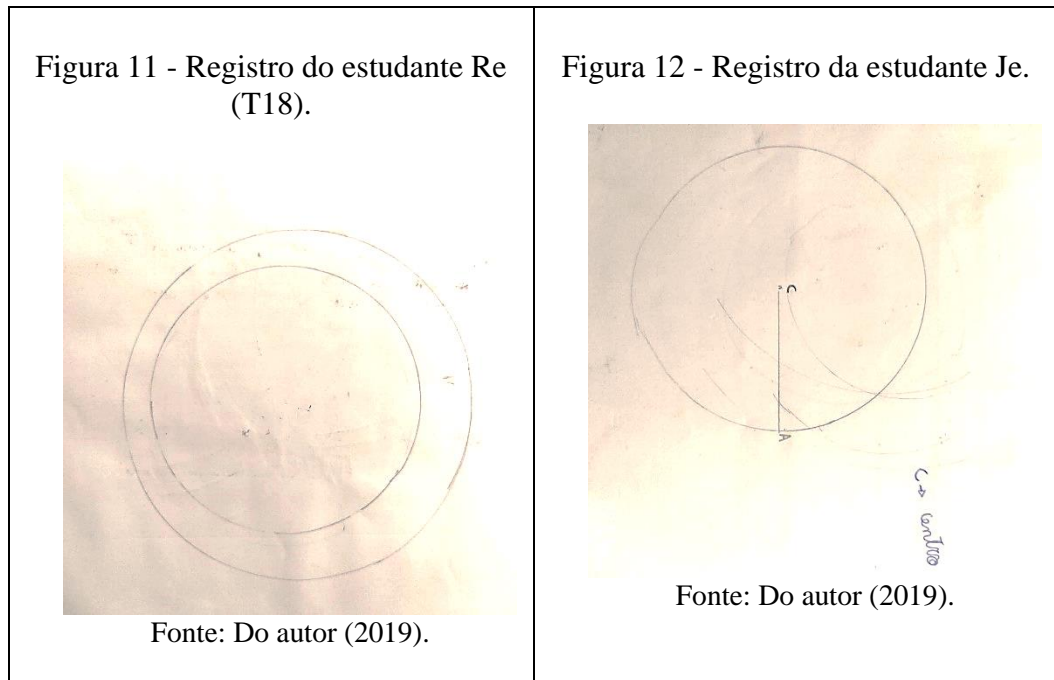 Figura 11 - Registro do estudante Re
(T18).
Fonte: Do autor (2019).
Figura 12 - Registro da estudante Je.
C
A
C → centro
Fonte: Do autor (2019).